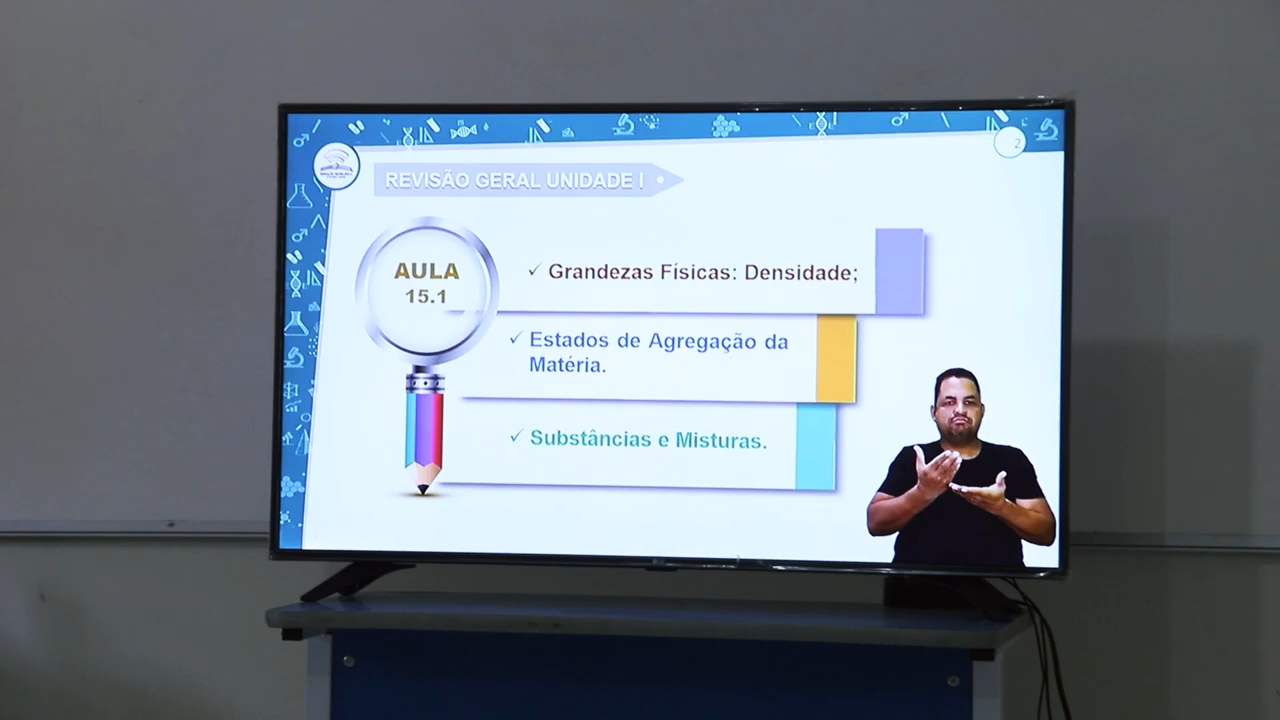 2
REVISÃO GERAL UNIDADE I
AULA
15.1
✓ Grandezas Físicas: Densidade;
✓ Estados de Agregação da
Matéria.
✓ Substâncias e Misturas.